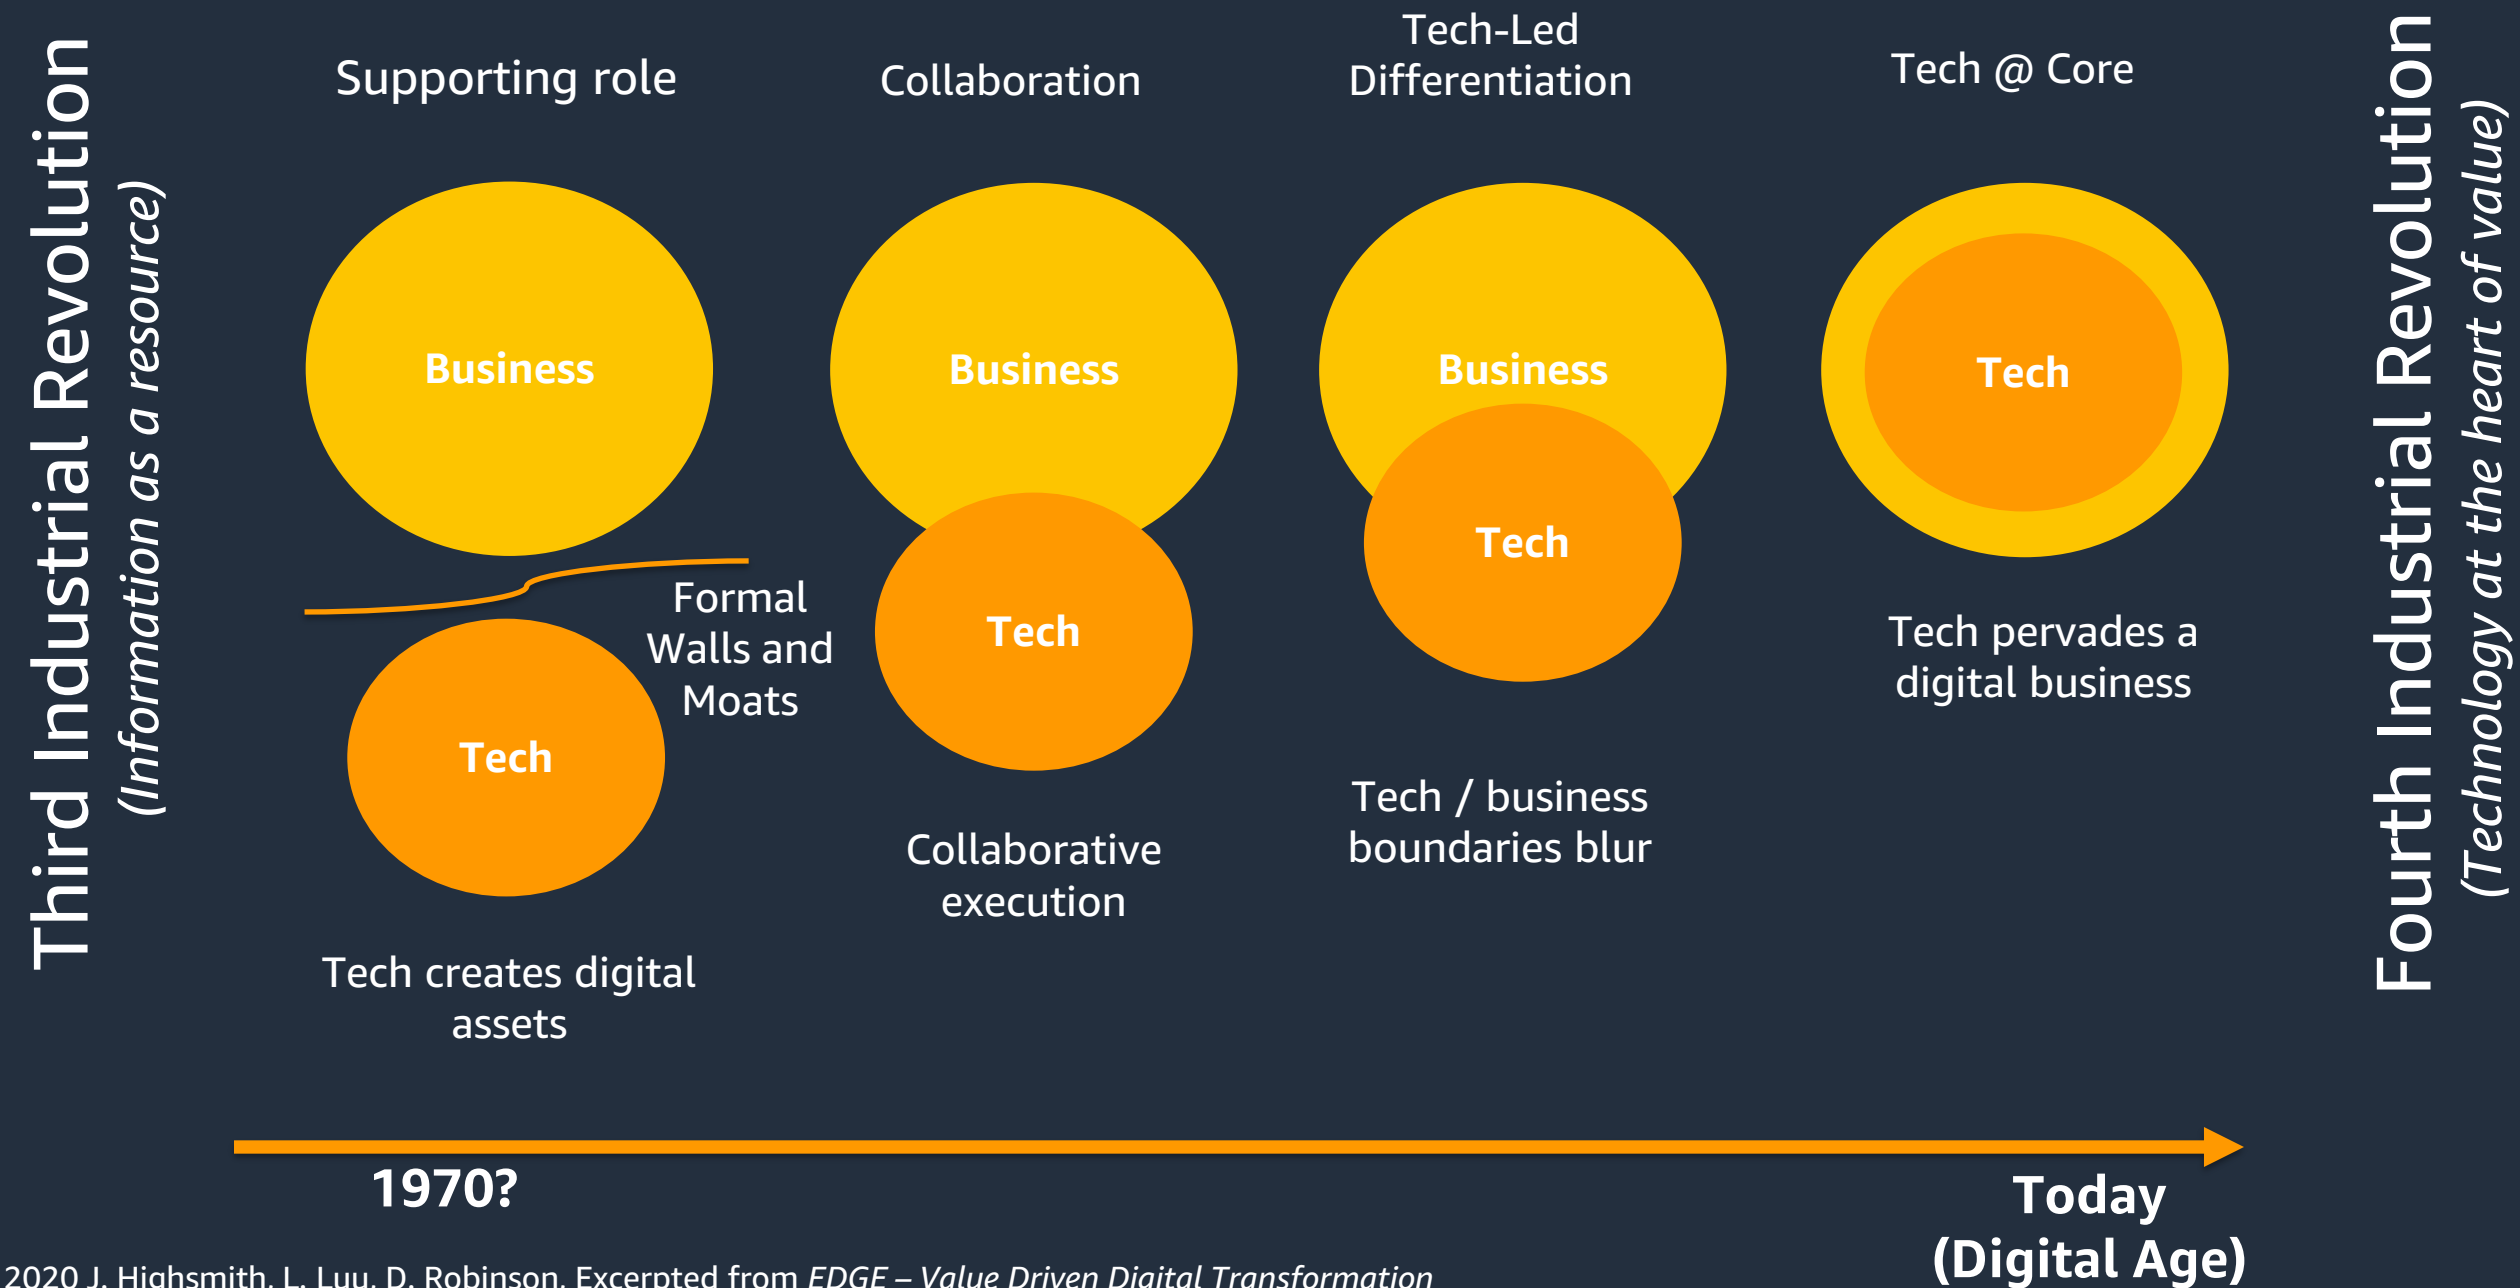 Third Industrial Revolution
(Information as a resource)
Supporting role
Business
Formal
Walls and
Moats
Tech
Tech creates digital
assets
Collaboration
Business
Tech
Collaborative
execution
Tech-Led
Differentiation
Business
Tech
Tech / business
boundaries blur
Tech @ Core
Tech
Tech pervades a
digital business
Fourth Industrial Revolution
(Technology at the heart of value)
1970?
Today
(Digital Age)
2020 J. Highsmith, L. Luu, D. Robinson. Excerpted from EDGE – Value Driven Digital Transformation